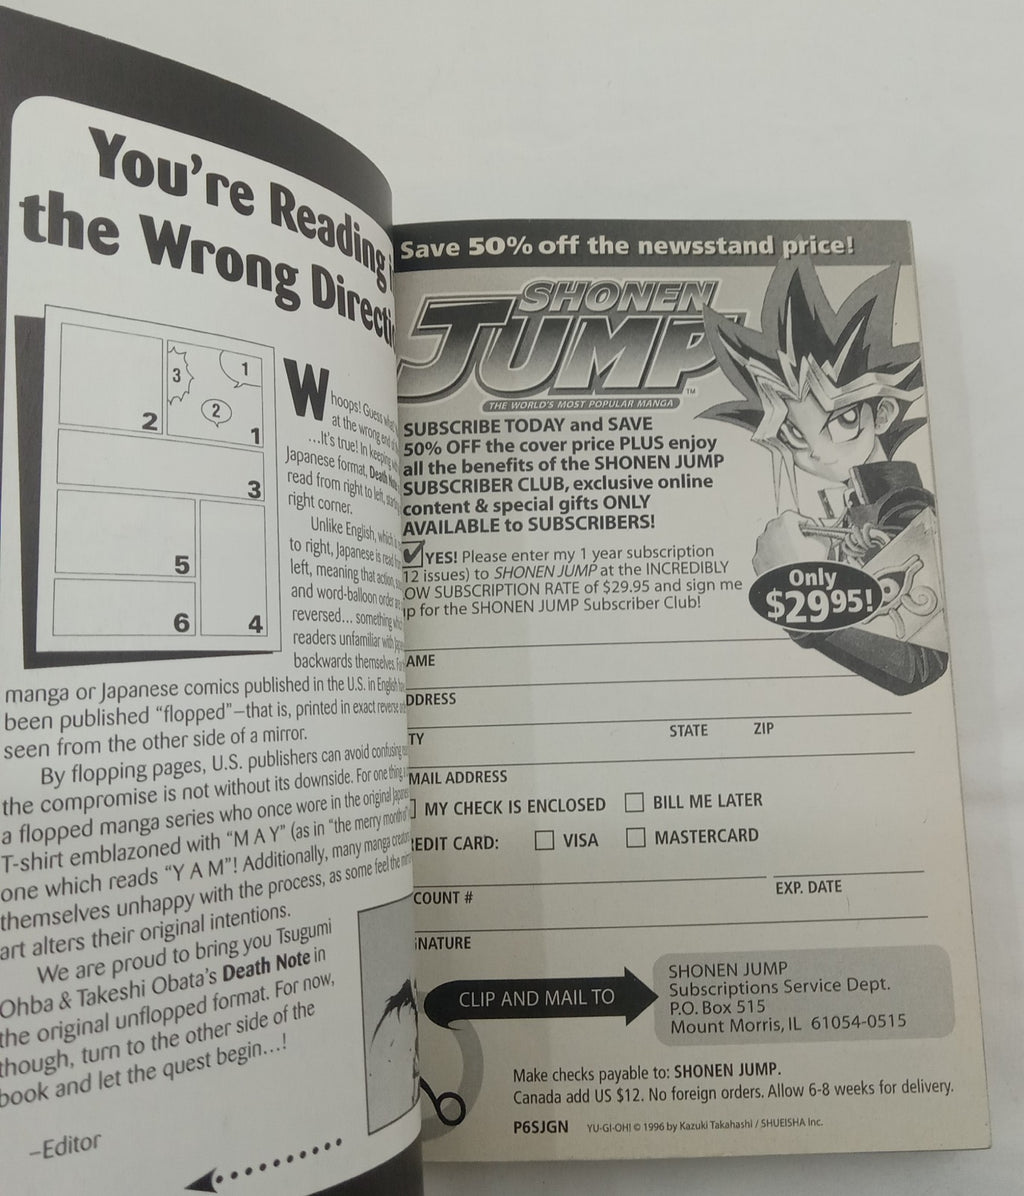 You're Reading
the Wrong
1
3
2
2
1
3
5
6
4
Whoops! Guess
at the wrong end
...It's true! In keeping
Japanese format, Death Note
read from right to left,
right corner.
Unlike English, which
to right, Japanese is read
left, meaning that action,
and word-balloon order
reversed... something
readers unfamiliar with
backwards themselves.
manga or Japanese comics published in the U.S. in English
been published "flopped"–that is, printed in exact reverse
seen from the other side of a mirror.
By flopping pages, U.S. publishers can avoid confusing
the compromise is not without its downside. For one thing,
a flopped manga series who once wore in the original
T-shirt emblazoned with "M A Y" (as in "the merry month
one which reads "Y A M"! Additionally, many manga
themselves unhappy with the process, as some feel the
art alters their original intentions.
We are proud to bring you Tsugumi
Ohba & Takeshi Obata's Death Note in
the original unflopped format. For now,
though, turn to the other side of the
book and let the quest begin...!
–Editor
Save 50% off the newsstand price!
SHONEN
JUMP
™
THE WORLD'S MOST POPULAR MANGA
SUBSCRIBE TODAY and SAVE
50% OFF the cover price PLUS enjoy
all the benefits of the SHONEN JUMP
SUBSCRIBER CLUB, exclusive online
content & special gifts ONLY
AVAILABLE to SUBSCRIBERS!
YES! Please enter my 1 year subscription
12 issues) to SHONEN JUMP at the INCREDIBLY
OW SUBSCRIPTION RATE of $29.95 and sign me
p for the SHONEN JUMP Subscriber Club!
Only
$29.95!
AME
DDRESS
TY STATE ZIP
MAIL ADDRESS
MY CHECK IS ENCLOSED BILL ME LATER
EDIT CARD: VISA MASTERCARD
COUNT # EXP. DATE
NATURE
CLIP AND MAIL TO
SHONEN JUMP
Subscriptions Service Dept.
P.O. Box 515
Mount Morris, IL 61054-0515
Make checks payable to: SHONEN JUMP.
Canada add US $12. No foreign orders. Allow 6-8 weeks for delivery.
P6SJGN YU-GI-OH! © 1996 by Kazuki Takahashi / SHUEISHA Inc.